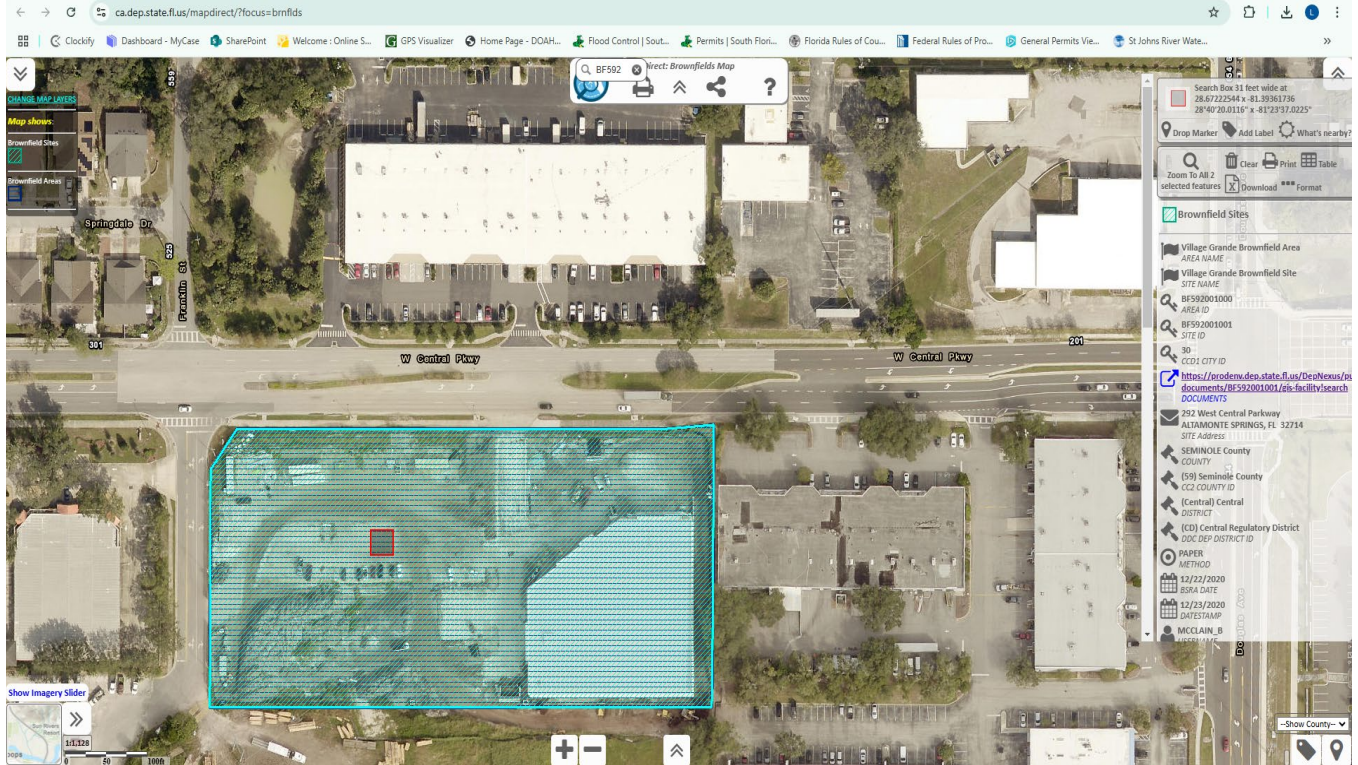 ca.dep.state.fl.us/mapdirect/?focus=brnflds
Clockify
Dashboard - MyCase
SharePoint
Welcome : Online S...
GPS Visualizer
Home Page - DOAH...
Flood Control | Sout...
Permits | South Flori...
Florida Rules of Cou...
Federal Rules of Pro...
General Permits Vie...
St Johns River Wate...
L
BF592
irect: Brownfields Map
?
CHANGE MAP LAYERS
Map shows:
Brownfield Sites
Brownfield Areas
559
Springdale Dr
525
Franklin St
301
W Central Pkwy
W Central Pkwy
201
Search Box 31 feet wide at
28.67222544 x -81.39361736
28°40'20.0116" x -81°23'37.0225"
Drop Marker
Add Label
What's nearby?
Zoom To All 2
selected features
Clear
Print
Table
Download
Format
Brownfield Sites
Village Grande Brownfield Area
AREA NAME
Village Grande Brownfield Site
SITE NAME
BF592001000
AREA ID
BF592001001
SITE ID
30
CCD1 CITY ID
https://prodenv.dep.state.fl.us/DepNexus/pu
documents/BF592001001/gis-facility!search
DOCUMENTS
292 West Central Parkway
ALTAMONTE SPRINGS, FL 32714
SITE Address
SEMINOLE County
COUNTY
(59) Seminole County
CC2 COUNTY ID
(Central) Central
DISTRICT
(CD) Central Regulatory District
DDC DEP DISTRICT ID
PAPER
METHOD
12/22/2020
BSRA DATE
12/23/2020
DATESTAMP
MCCLAIN_B
USERNAME
Douglas Ave
Show Imagery Slider
1:1,128
0 50 100ft
--Show County--